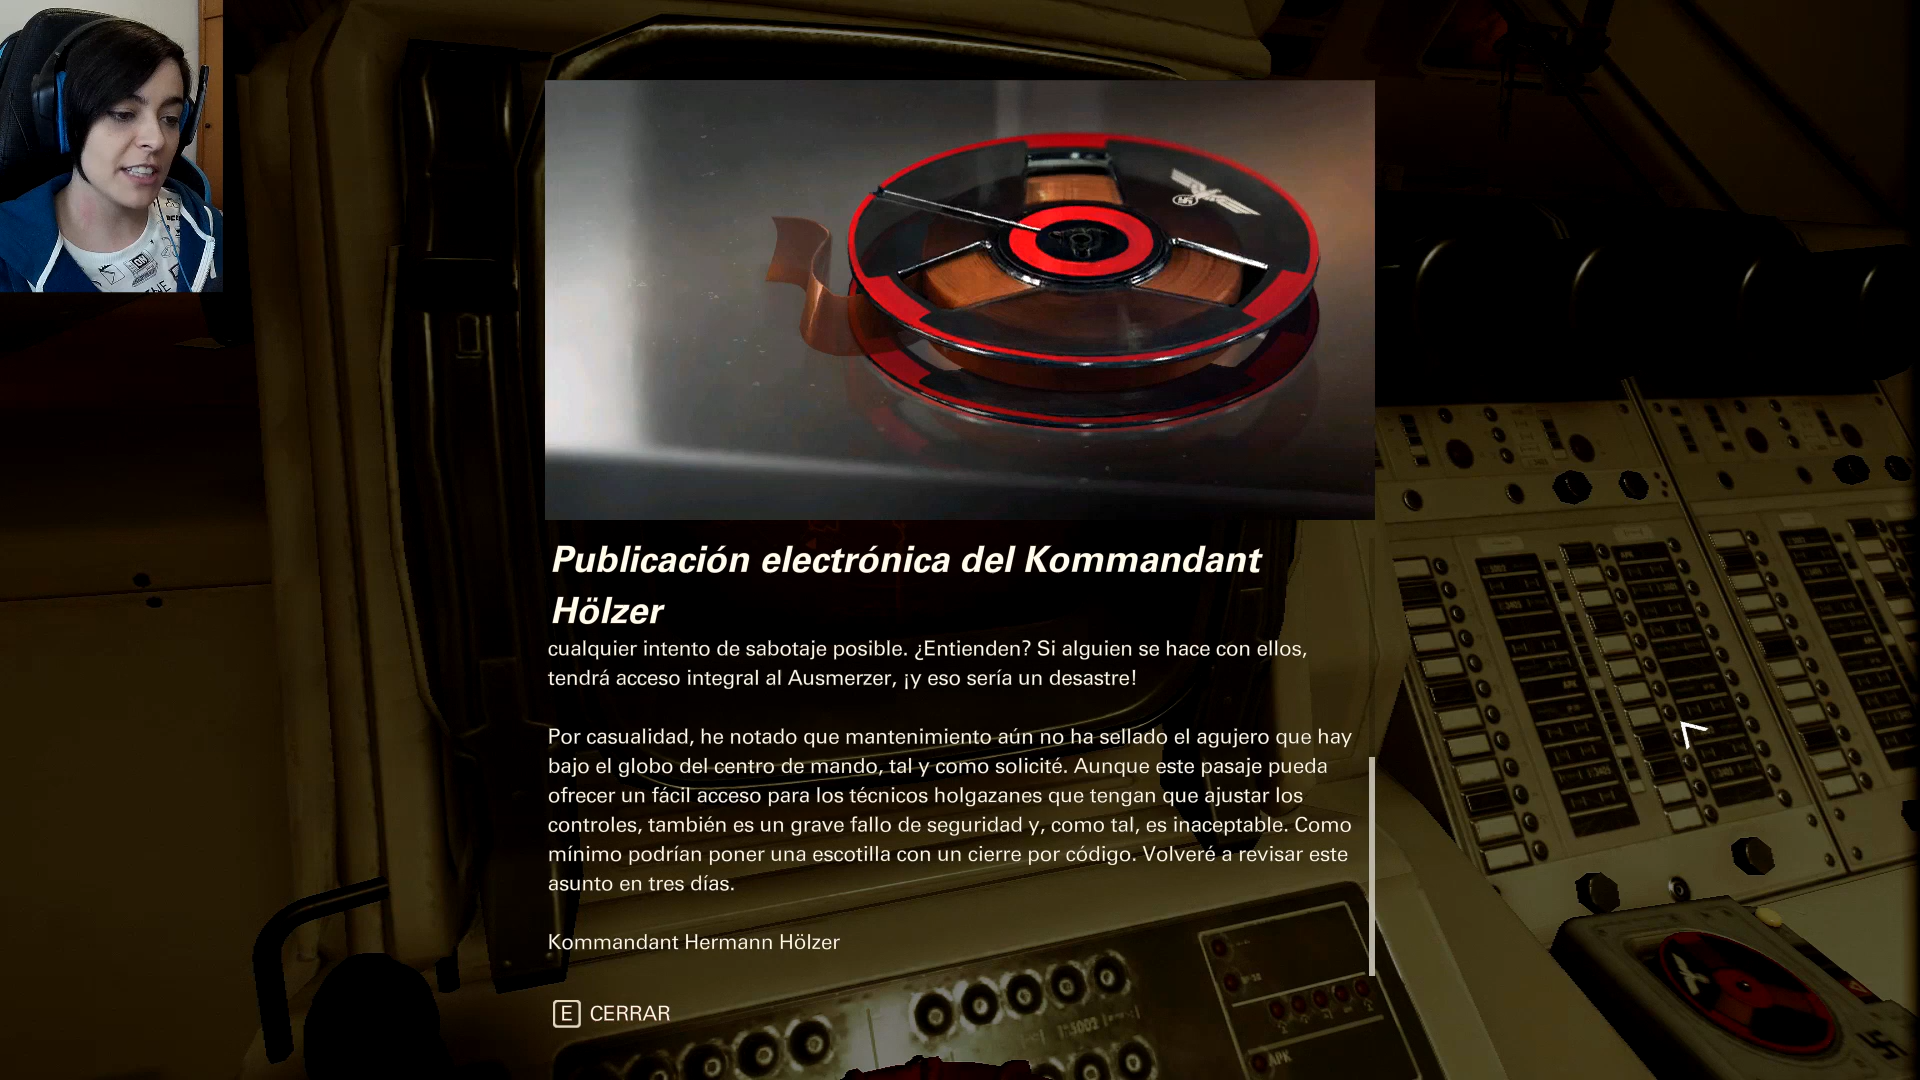 Publicación electrónica del Kommandant
Hölzer
cualquier intento de sabotaje posible. ¿Entienden? Si alguien se hace con ellos,
tendrá acceso integral al Ausmerzer, ¡y eso sería un desastre!
Por casualidad, he notado que mantenimiento aún no ha sellado el agujero que hay
bajo el globo del centro de mando, tal y como solicité. Aunque este pasaje pueda
ofrecer un fácil acceso para los técnicos holgazanes que tengan que ajustar los
controles, también es un grave fallo de seguridad y, como tal, es inaceptable. Como
mínimo podrían poner una escotilla con un cierre por código. Volveré a revisar este
asunto en tres días.
Kommandant Hermann Hölzer
E CERRAR
APK